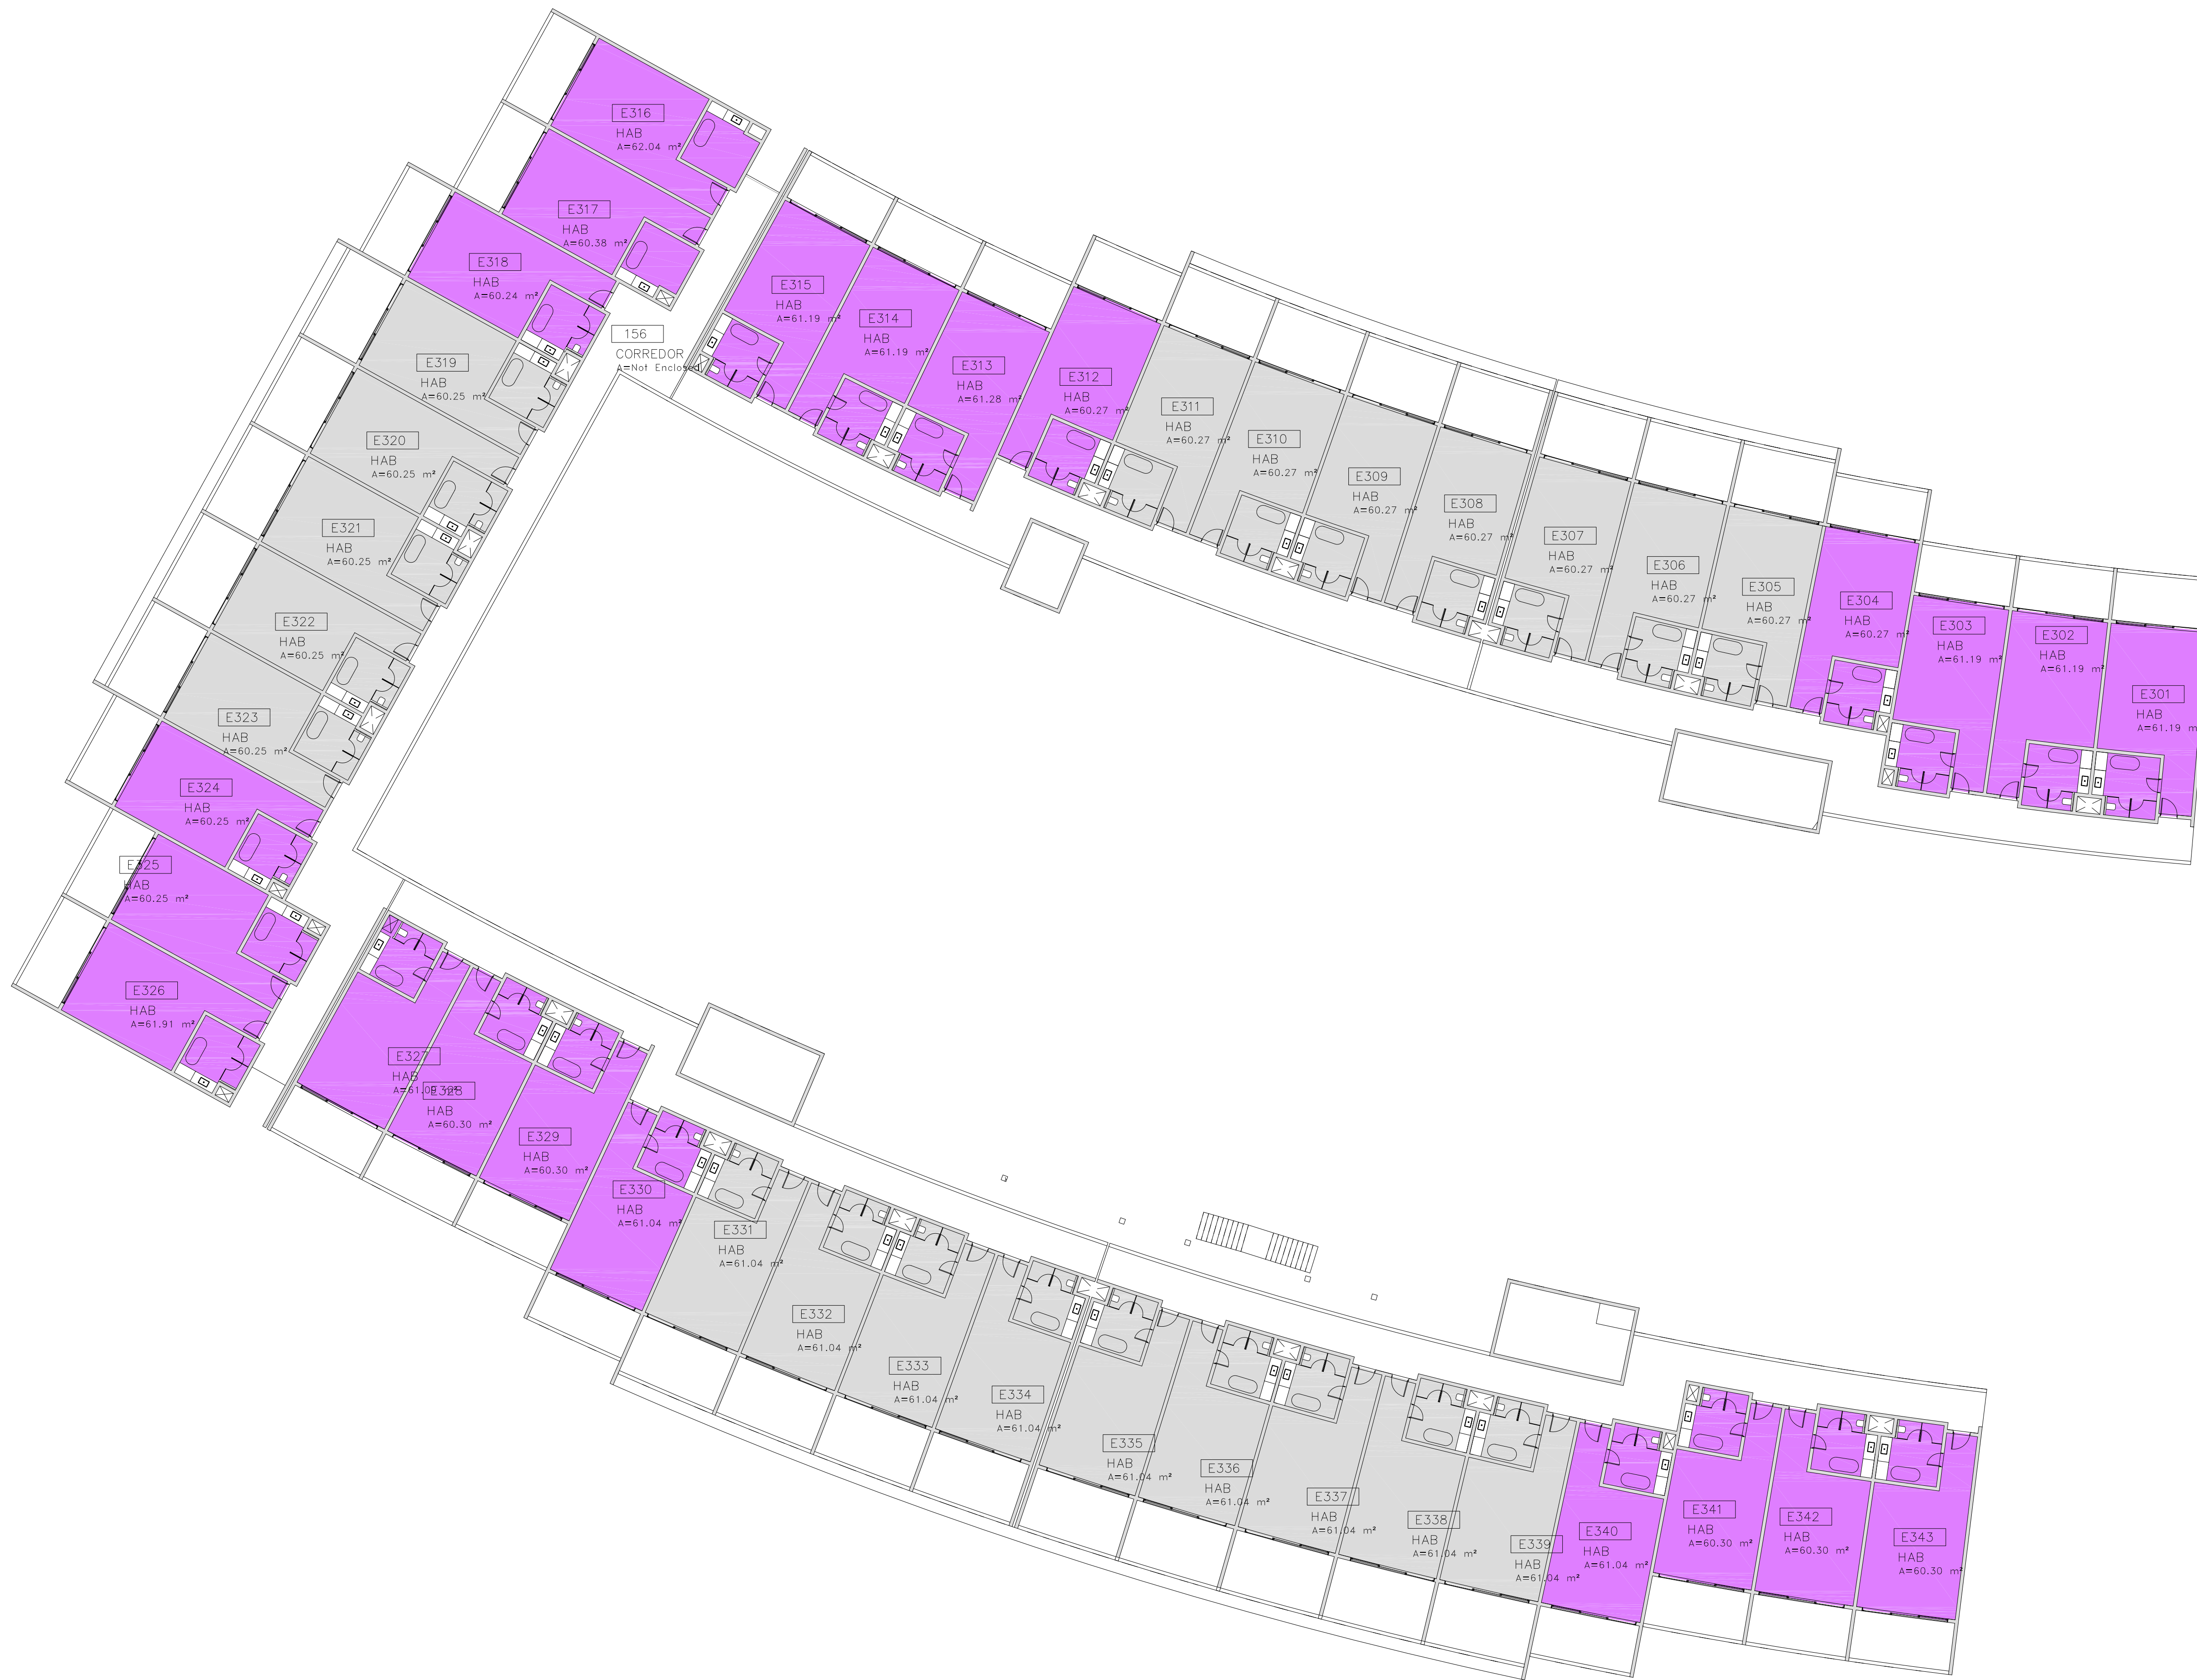 E316
HAB
A=62.04 m²
E317
HAB
A=60.38 m²
E318
HAB
A=60.24 m²
E315
HAB
A=61.19 m²
E314
HAB
A=61.19 m²
156
CORREDOR
A=Not Enclosed
E313
HAB
A=61.28 m²
E319
HAB
A=60.25 m²
E312
HAB
A=60.27 m²
E311
HAB
A=60.27 m²
E320
HAB
A=60.25 m²
E310
HAB
A=60.27 m²
E309
HAB
A=60.27 m²
E308
HAB
A=60.27 m²
E321
HAB
A=60.25 m²
E307
HAB
A=60.27 m²
E306
HAB
A=60.27 m²
E305
HAB
A=60.27 m²
E304
HAB
A=60.27 m²
E322
HAB
A=60.25 m²
E303
HAB
A=61.19 m²
E302
HAB
A=61.19 m²
E301
HAB
A=61.19 m
E323
HAB
A=60.25 m²
E324
HAB
A=60.25 m²
E325
HAB
A=60.25 m²
E326
HAB
A=61.91 m²
E327
HAB
E328
HAB
A=60.30 m²
E329
HAB
A=60.30 m²
E330
HAB
A=61.04 m²
E331
HAB
A=61.04 m²
E332
HAB
A=61.04 m²
E333
HAB
A=61.04 m²
E334
HAB
A=61.04 m²
E335
HAB
A=61.04 m²
E336
HAB
A=61.04 m²
E337
HAB
A=61.04 m²
E338
HAB
A=61.04 m²
E339
HAB
A=61.04 m²
E340
HAB
A=61.04 m²
E341
HAB
A=60.30 m²
E342
HAB
A=60.30 m²
E343
HAB
A=60.30 m²